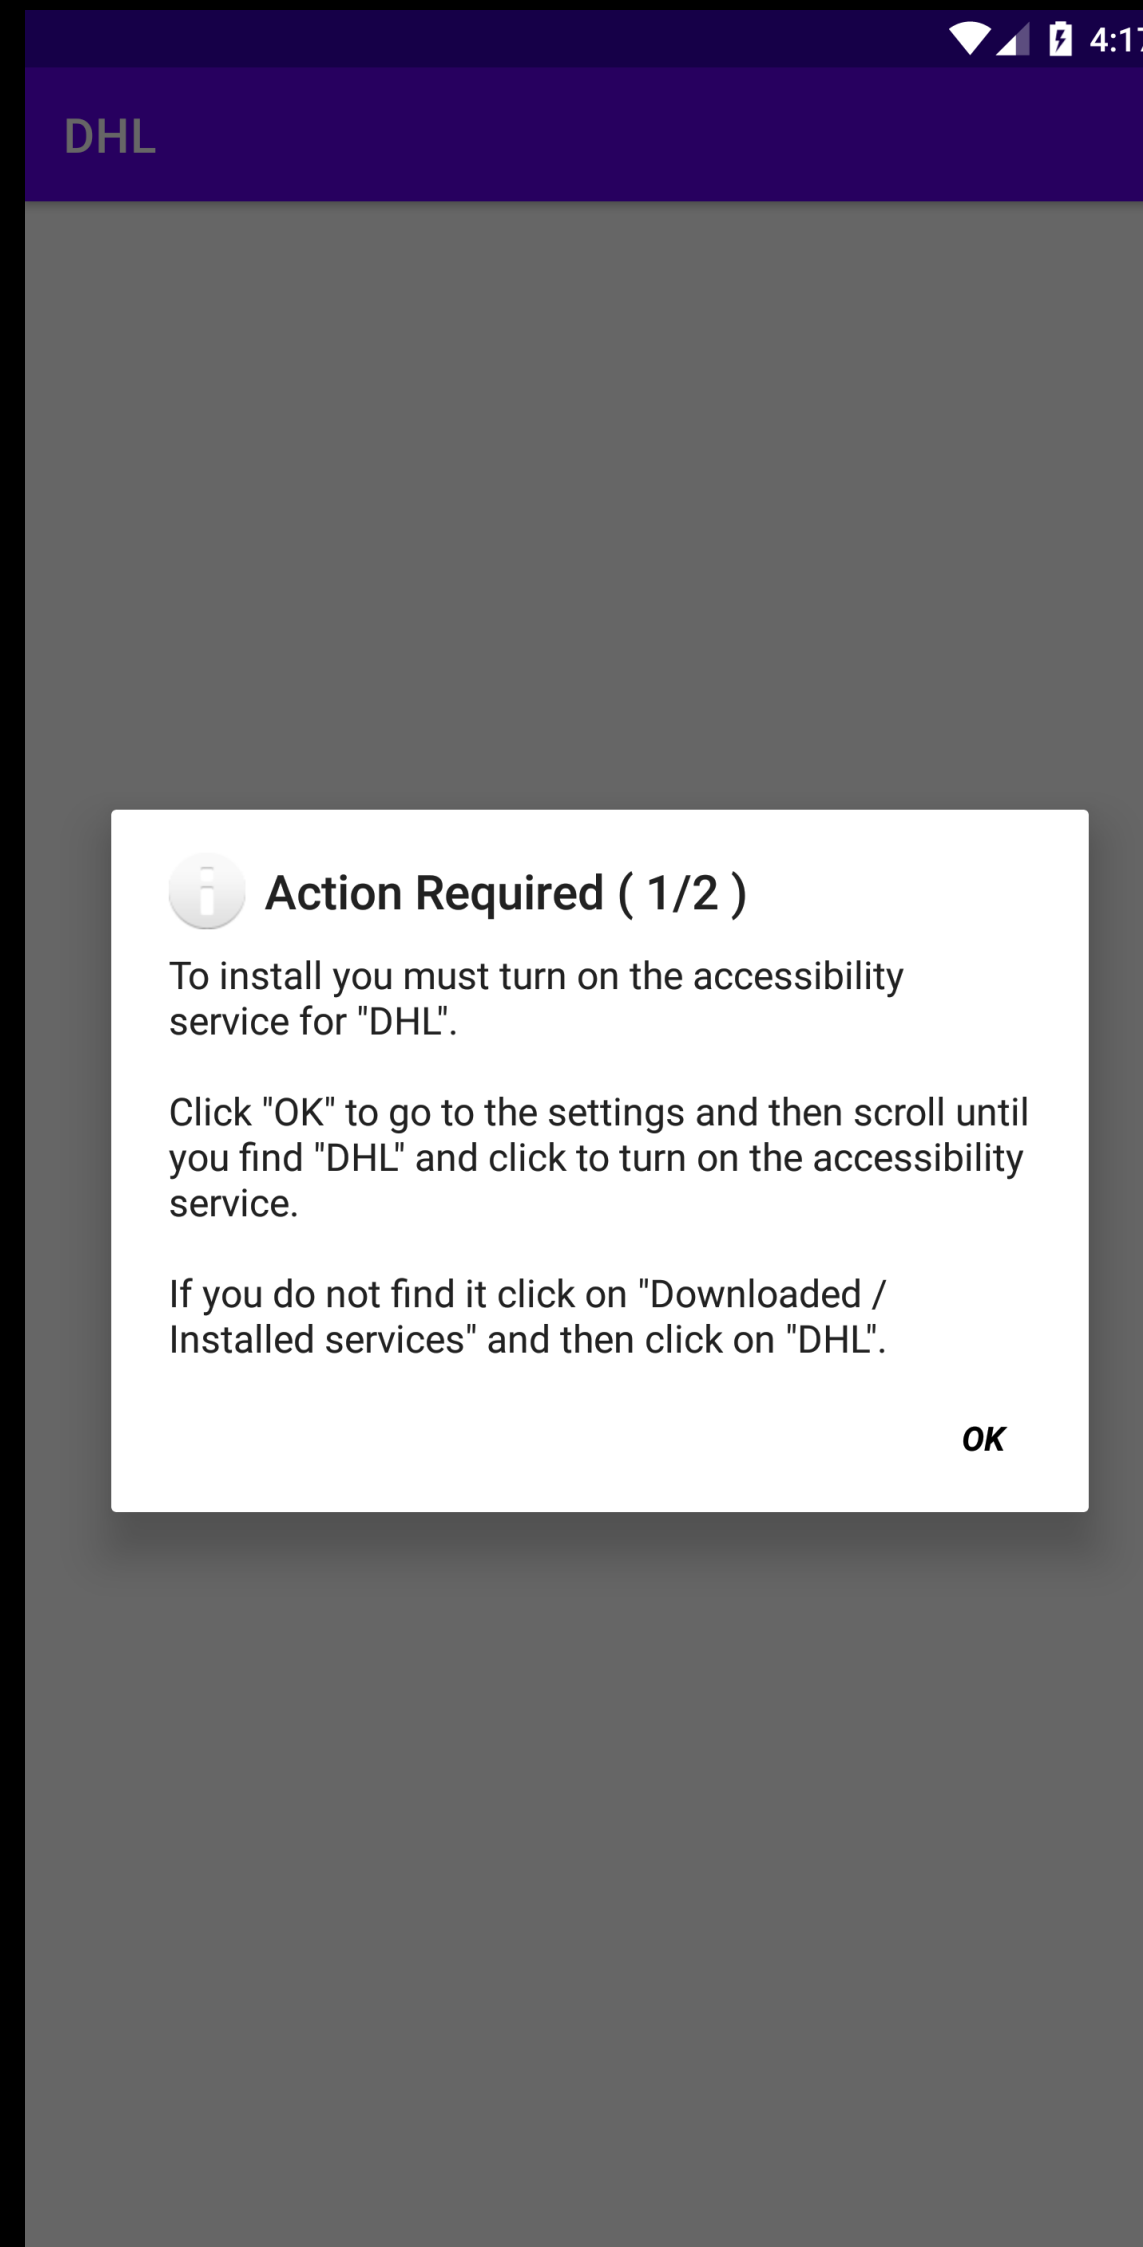 4:17
DHL
Action Required ( 1/2 )
To install you must turn on the accessibility
service for "DHL".
Click "OK" to go to the settings and then scroll until
you find "DHL" and click to turn on the accessibility
service.
If you do not find it click on "Downloaded /
Installed services" and then click on "DHL".
OK